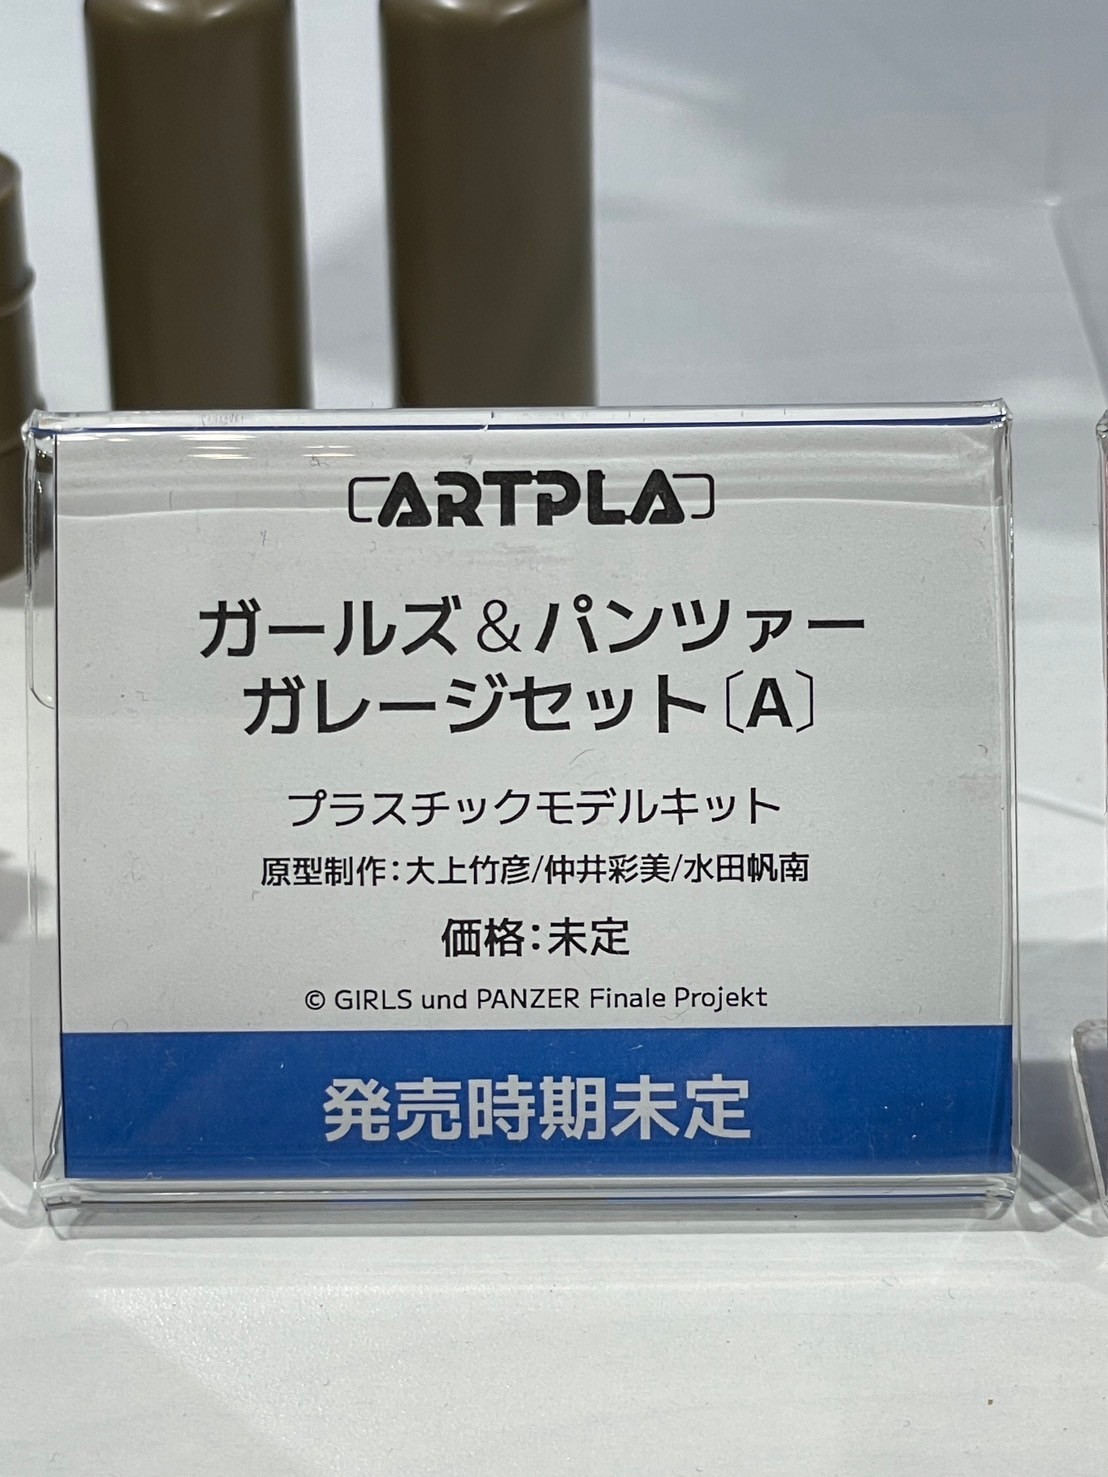 ARTPLA
ガールズ＆パンツァー
ガレージセット〔A〕
プラスチックモデルキット
原型制作：大上竹彦/仲井彩美/水田帆南
価格：未定
© GIRLS und PANZER Finale Projekt
発売時期未定